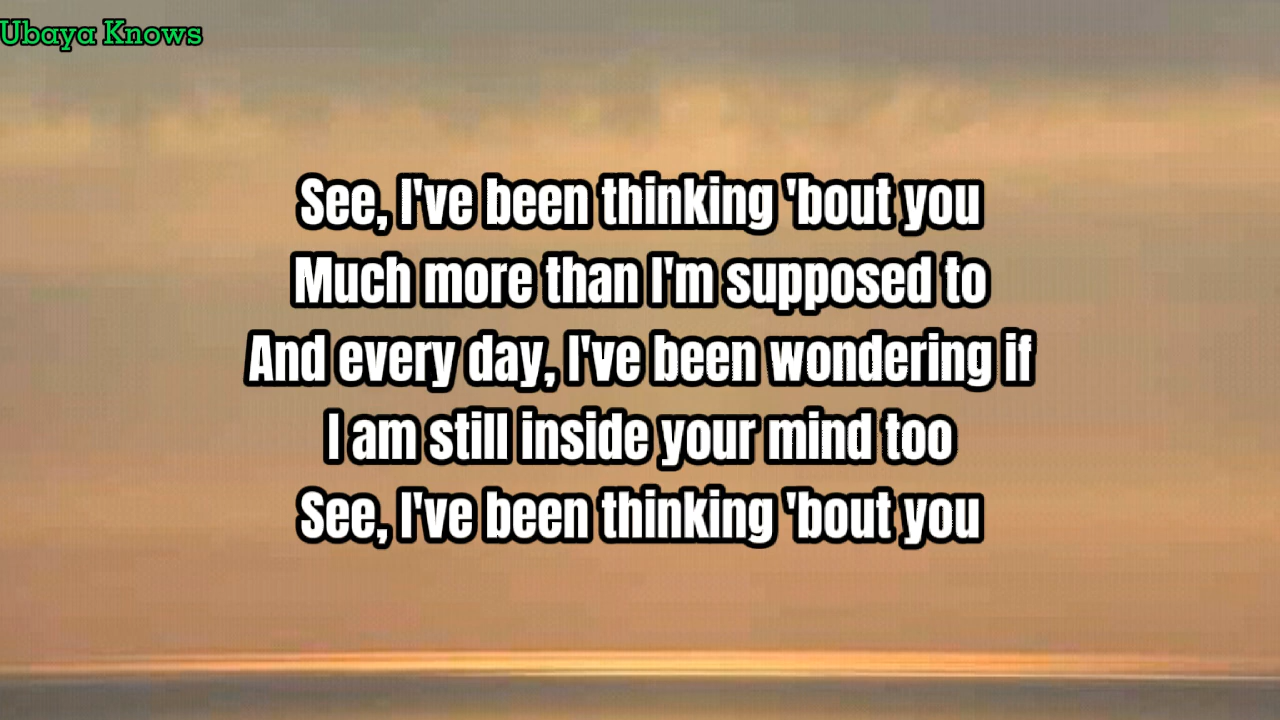 Ubaya Knows
See, I've been thinking 'bout you
Much more than I'm supposed to
And every day, I've been wondering if
I am still inside your mind too
See, I've been thinking 'bout you